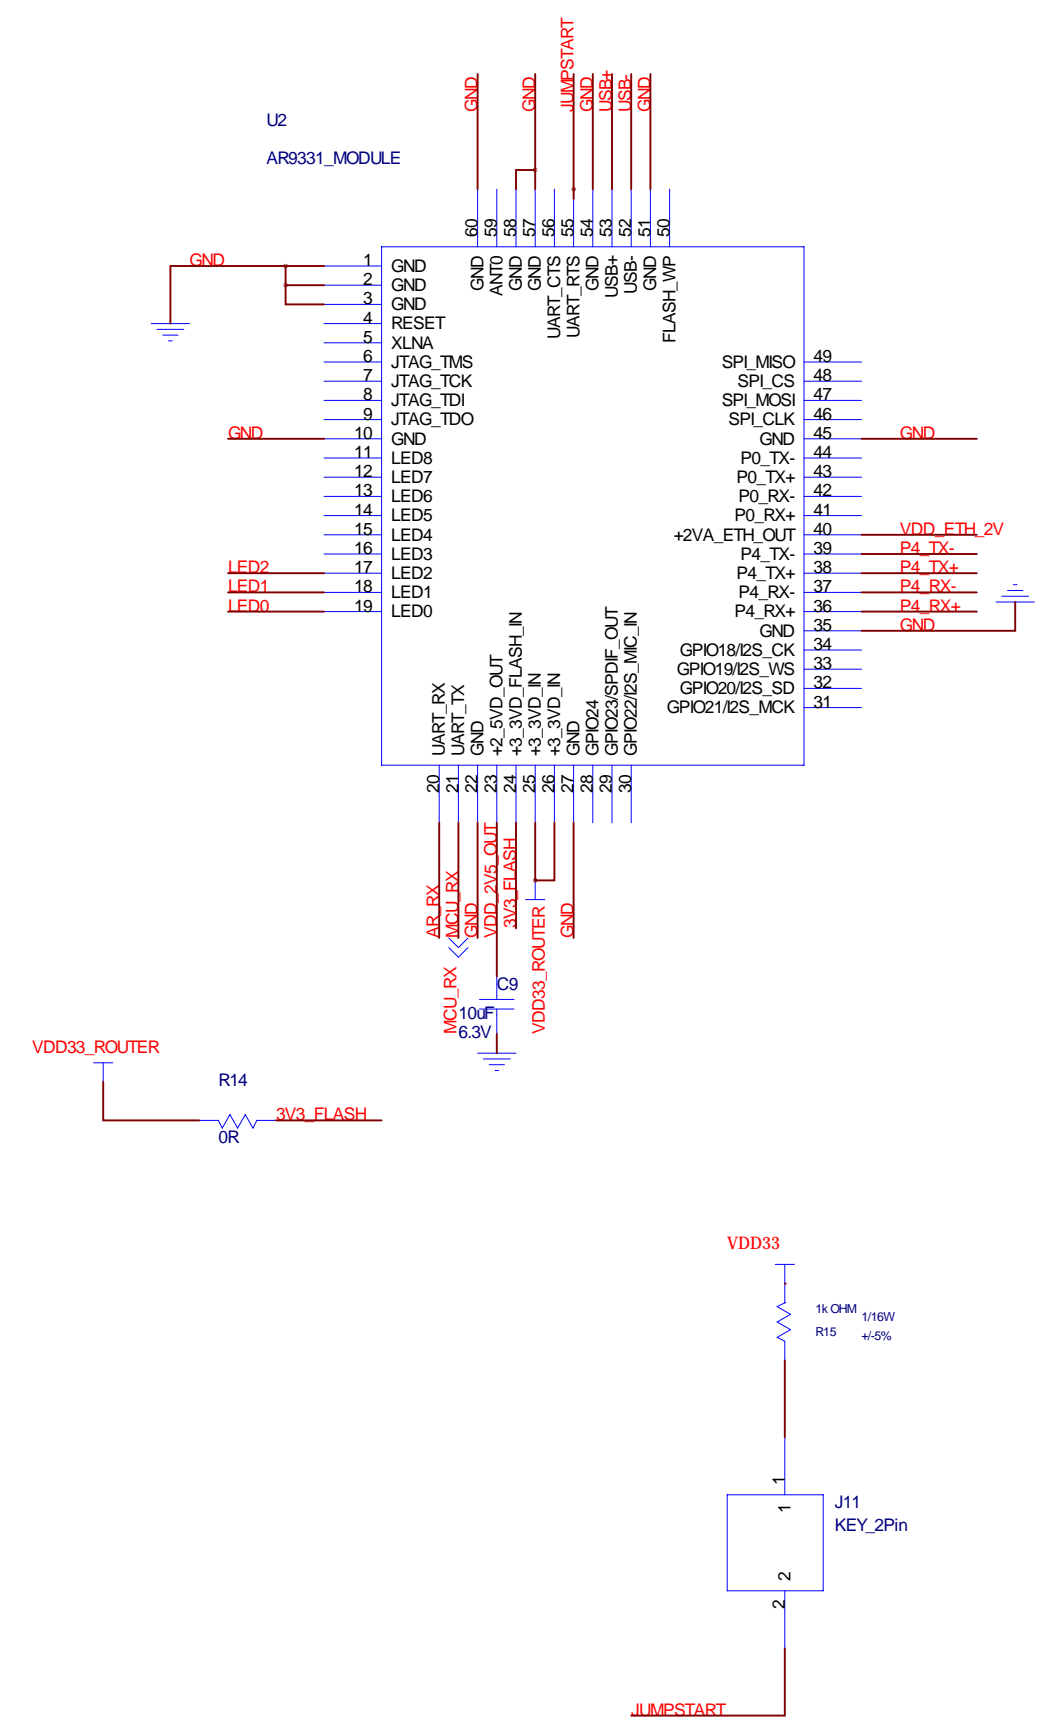 JUMPSTART
GND
GND
GND
USB+
USB-
GND
U2
AR9331_MODULE
60
59
58
57
56
55
54
53
52
51
50
GND
ANT0
GND
GND
UART_CTS
UART_RTS
GND
USB+
USB-
GND
FLASH_WP
GND
1 GND
2 GND
3 GND
4 RESET
5 XLNA
6 JTAG_TMS
7 JTAG_TCK
8 JTAG_TDI
9 JTAG_TDO
GND 10 GND
11 LED8
12 LED7
13 LED6
14 LED5
15 LED4
16 LED3
LED2 17 LED2
LED1 18 LED1
LED0 19 LED0
SPI_MISO 49
SPI_CS 48
SPI_MOSI 47
SPI_CLK 46
GND 45 GND
P0_TX- 44
P0_TX+ 43
P0_RX- 42
P0_RX+ 41
+2VA_ETH_OUT 40 VDD_ETH_2V
P4_TX- 39 P4_TX-
P4_TX+ 38 P4_TX+
P4_RX- 37 P4_RX-
P4_RX+ 36 P4_RX+
GND 35 GND
GPIO18/I2S_CK 34
GPIO19/I2S_WS 33
GPIO20/I2S_SD 32
GPIO21/I2S_MCK 31
UART_RX
UART_TX
GND
+2_5VD_OUT
+3_3VD_FLASH_IN
+3_3VD_IN
+3_3VD_IN
GND
GPIO24
GPIO23/SPDIF_OUT
GPIO22/I2S_MIC_IN
20
21
22
23
24
25
26
27
28
29
30
AR_RX
MCU_RX
GND
VDD_2V5_OUT
3V3_FLASH
VDD33_ROUTER
GND
MCU_RX
C9
10uF
6.3V
VDD33_ROUTER
R14
0R
3V3_FLASH
VDD33
1k OHM 1/16W
R15 +/-5%
1
1
J11
KEY_2Pin
2
2
JUMPSTART